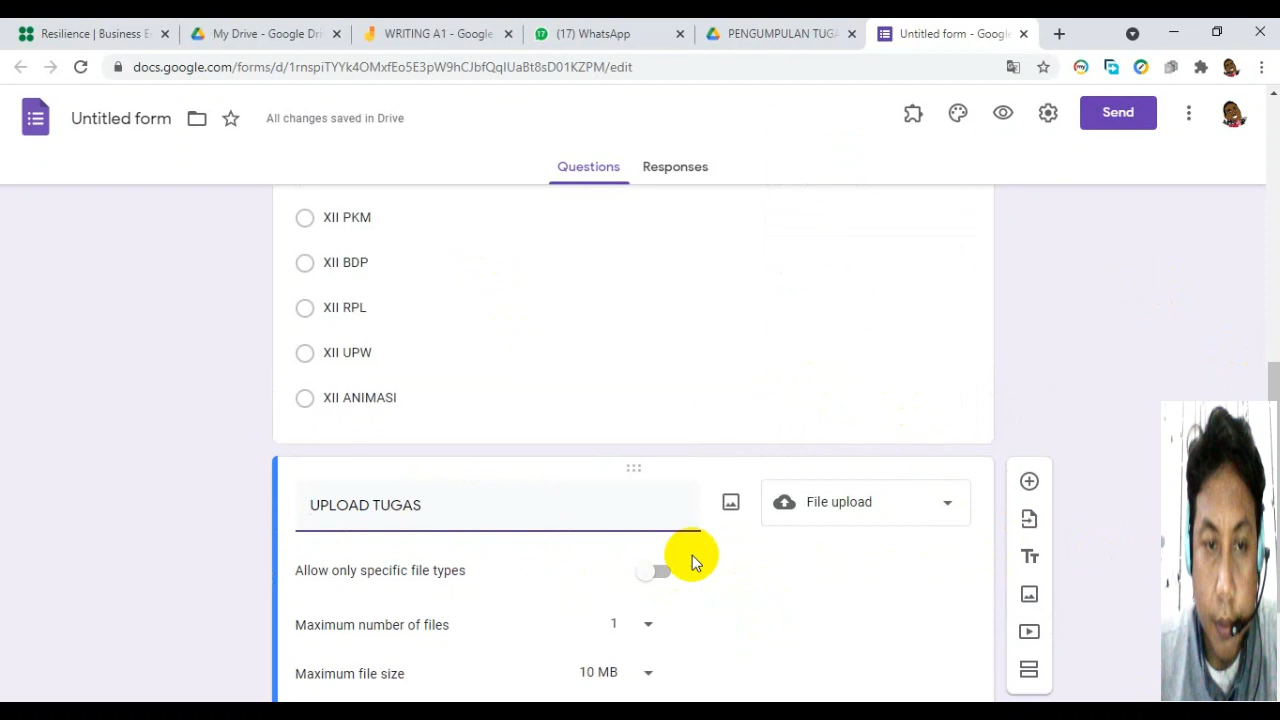 Resilience | Business E
My Drive - Google Dri
WRITING A1 - Google
(17) WhatsApp
PENGUMPULAN TUGA
Untitled form - Google
docs.google.com/forms/d/1rnspiTYYk4OMxfEo5E3pW9hCJbfQqIUaBt8sD01KZPM/edit
Untitled form
All changes saved in Drive
Send
Questions
Responses
XII PKM
XII BDP
XII RPL
XII UPW
XII ANIMASI
UPLOAD TUGAS
File upload
Allow only specific file types
Maximum number of files
1
Maximum file size
10 MB